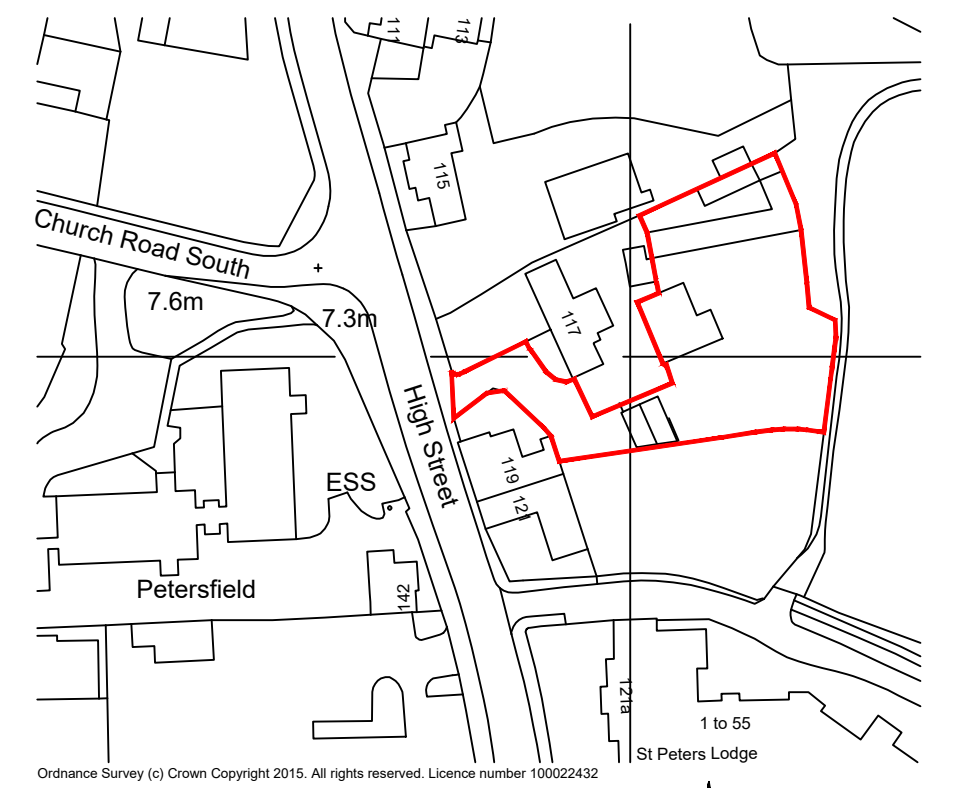 111
113
115
Church Road South
7.6m
7.3m
117
High Street
119
ESS
121
Petersfield
142
121a
1 to 55
St Peters Lodge
Ordnance Survey (c) Crown Copyright 2015. All rights reserved. Licence number 100022432